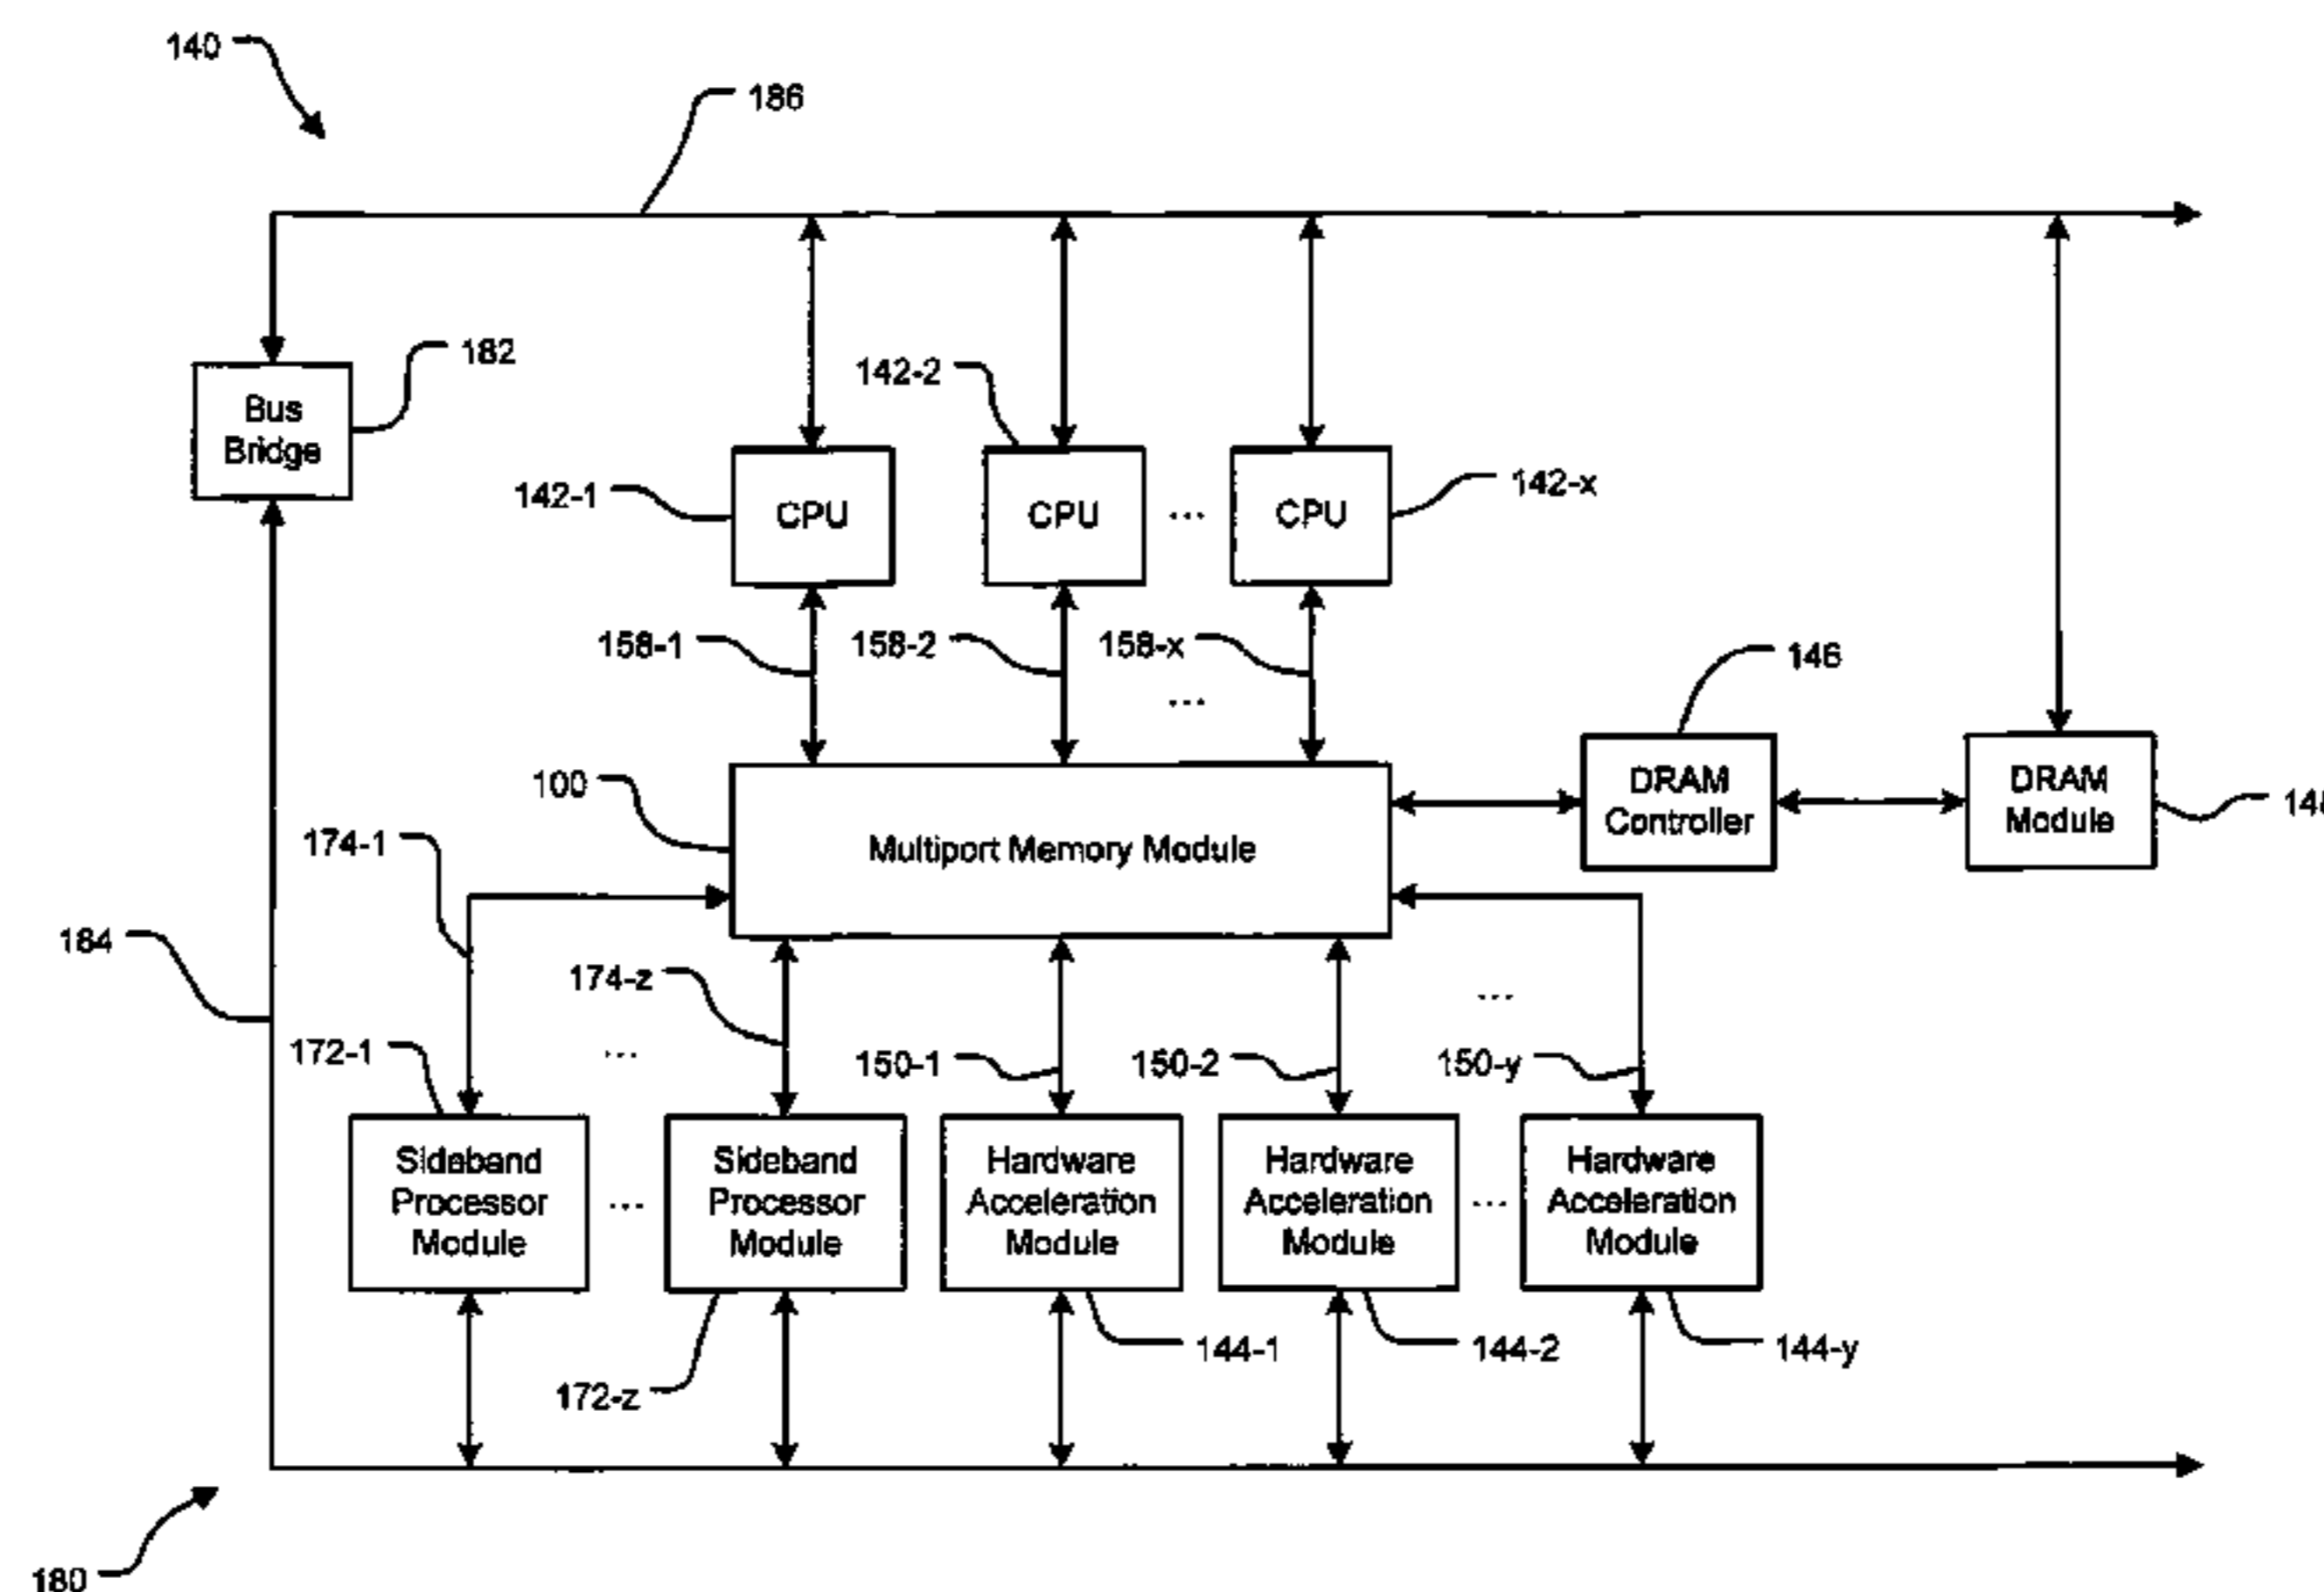 140
186
182
Bus
Bridge
142-2
142-1
CPU
CPU
...
CPU
142-x
158-1
158-2
158-x
...
146
100
Multiport Memory Module
DRAM
Controller
DRAM
Module
174-1
184
174-z
...
172-1
...
150-1
150-2
150-y
Sideband
Processor
Module
...
Sideband
Processor
Module
Hardware
Acceleration
Module
Hardware
Acceleration
Module
...
Hardware
Acceleration
Module
172-z
144-1
144-2
144-y
180